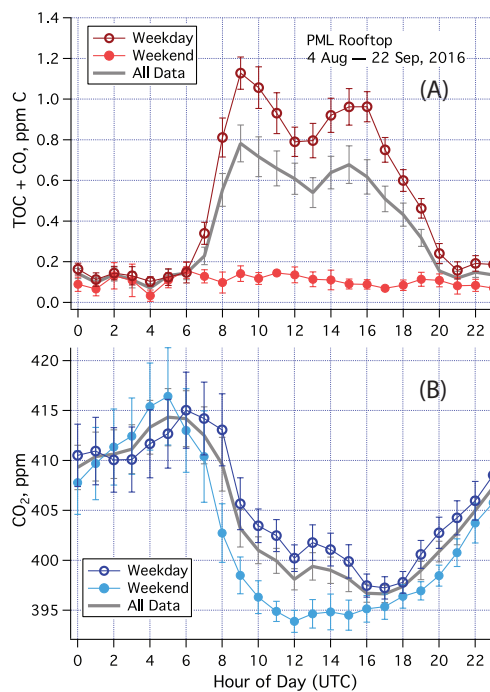 1.4
1.2
1.0
0.8
0.6
0.4
0.2
0.0
TOC + CO, ppm C
Weekday
Weekend
All Data
PML Rooftop
4 Aug — 22 Sep, 2016
(A)
0 2 4 6 8 10 12 14 16 18 20 22
420
415
410
405
400
395
CO₂, ppm
(B)
Weekday
Weekend
All Data
0 2 4 6 8 10 12 14 16 18 20 22
Hour of Day (UTC)